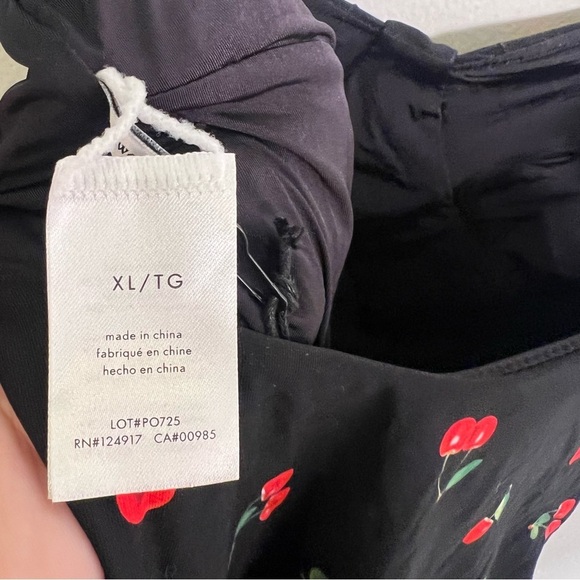 XL/TG
made in china
fabriqué en chine
hecho en china
LOT#PO725
RN#124917 CA#00985